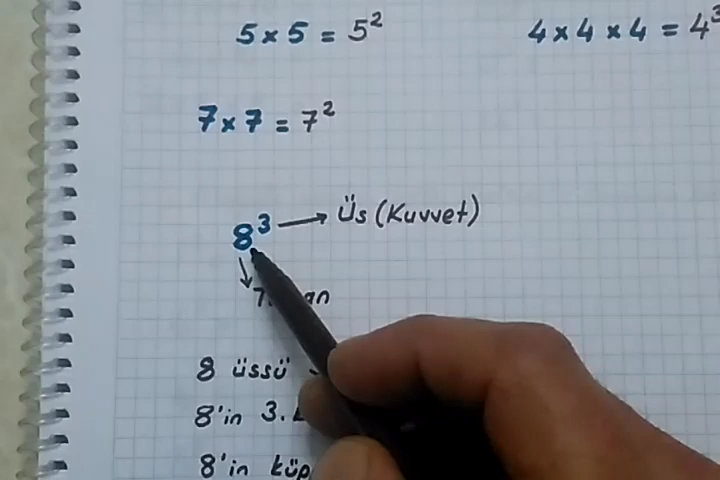 5 × 5 = 5²
4 × 4 × 4 = 4³
7 × 7 = 7²
8³ → Üs (Kuvvet)
↓
8 üssü
8'in 3.
8'in